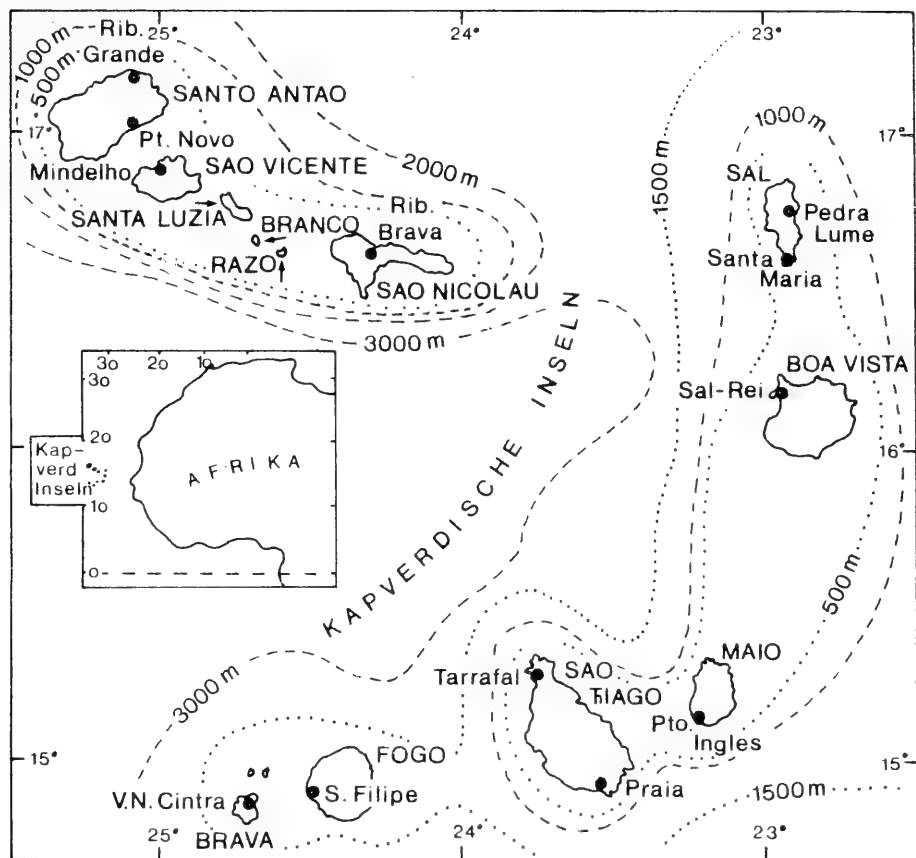 25°
24°
23°
1000 m
500 m
Rib.
Grande
SANTO ANTAO
17°
Pt. Novo
Mindelho
SAO VICENTE
SANTA LUZIA
BRANCO
RAZO
Rib.
Brava
SAO NICOLAU
2000 m
3000 m
1500 m
1000 m
17°
SAL
Pedra
Lume
Santa
Maria
BOA VISTA
Sal-Rei
16°
500 m
KAPVERDISCHE INSELN
30 20 10
30
20
10
0
Kap-
verd
Inseln
AFRIKA
3000 m
Tarrafal
SAO
TIAGO
MAIO
Pto.
Ingles
Praia
1500 m
15°
15°
FOGO
S. Filipe
V.N. Cintra
BRAVA
25°
24°
23°